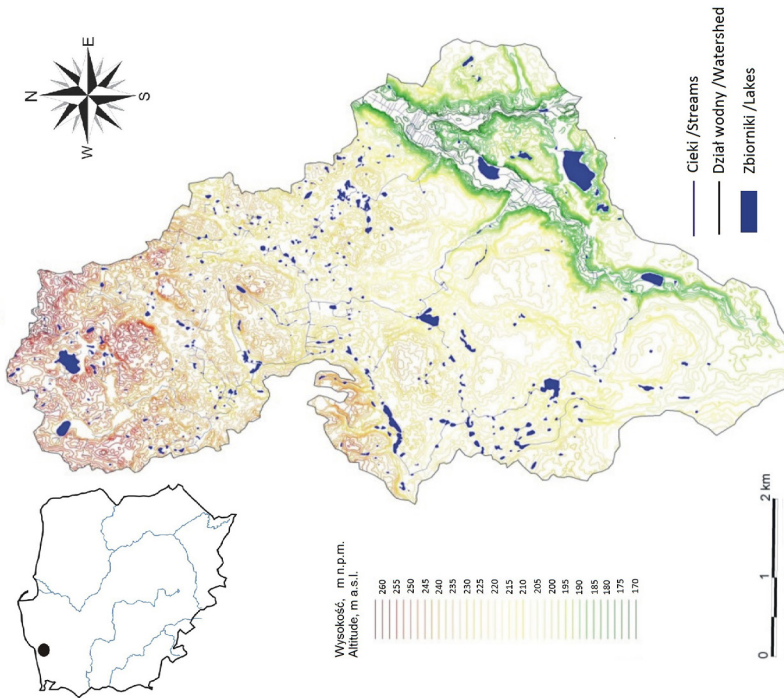 N
W
E
S
Cieki /Streams
Dział wodny /Watershed
Zbiorniki /Lakes
Wysokość, m n.p.m.
Altitude, m a.s.l.
260
255
250
245
240
235
230
225
220
215
210
205
200
195
190
185
180
175
170
0
1
2 km